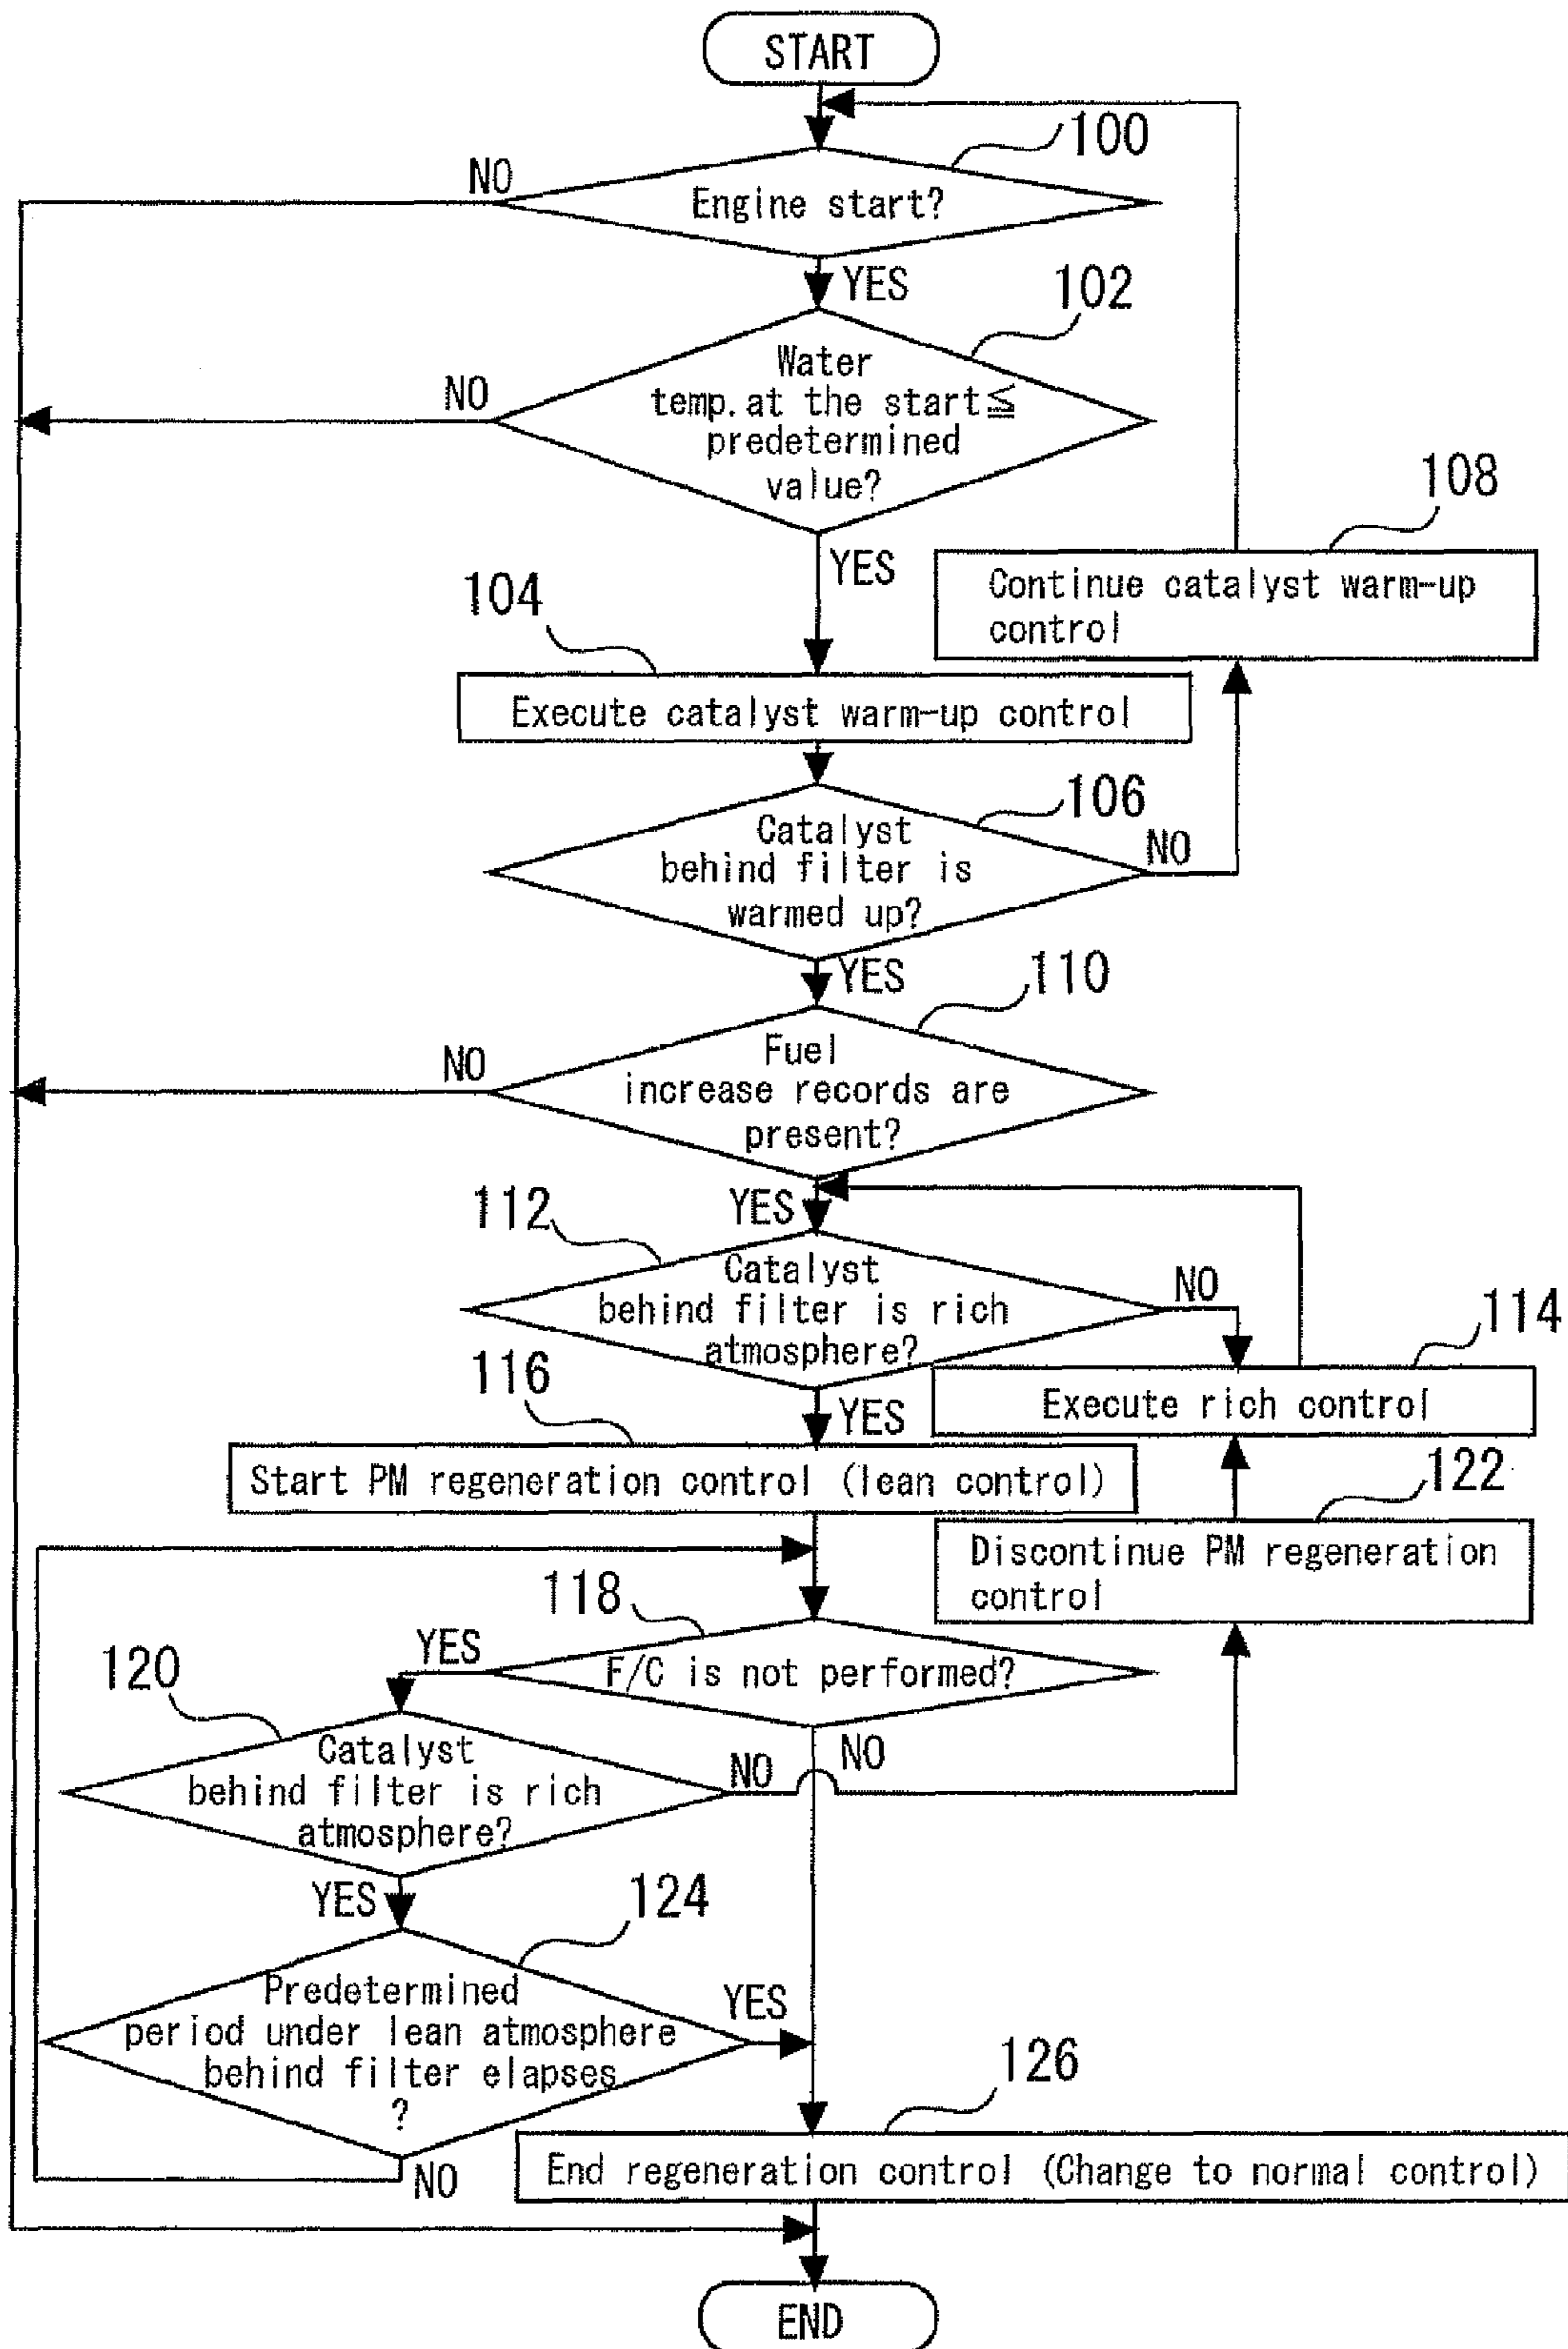 START
100
NO
Engine start?
YES
102
Water
temp.at the start≦
predetermined
value?
NO
YES
108
Continue catalyst warm-up
control
104
Execute catalyst warm-up control
106
Catalyst
behind filter is
warmed up?
NO
YES
110
Fuel
increase records are
present?
NO
YES
112
Catalyst
behind filter is rich
atmosphere?
NO
114
Execute rich control
YES
116
Start PM regeneration control (lean control)
122
Discontinue PM regeneration
control
118
F/C is not performed?
YES
NO
120
Catalyst
behind filter is rich
atmosphere?
NO
YES
124
Predetermined
period under lean atmosphere
behind filter elapses
?
YES
NO
126
End regeneration control (Change to normal control)
END